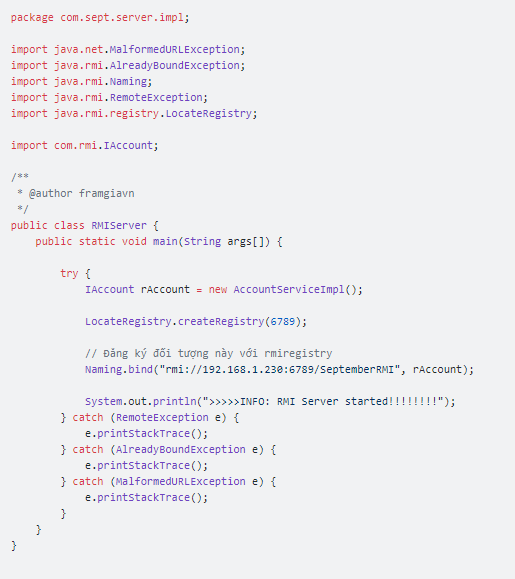 package com.sept.server.impl;
import java.net.MalformedURLException;
import java.rmi.AlreadyBoundException;
import java.rmi.Naming;
import java.rmi.RemoteException;
import java.rmi.registry.LocateRegistry;
import com.rmi.IAccount;
/**
 * @author framgiavn
 */
public class RMIServer {
    public static void main(String args[]) {
        try {
            IAccount rAccount = new AccountServiceImpl();
            LocateRegistry.createRegistry(6789);
            // Đăng ký đối tượng này với rmiregistry
            Naming.bind("rmi://192.168.1.230:6789/SeptemberRMI", rAccount);
            System.out.println(">>>>>INFO: RMI Server started!!!!!!!!");
        } catch (RemoteException e) {
            e.printStackTrace();
        } catch (AlreadyBoundException e) {
            e.printStackTrace();
        } catch (MalformedURLException e) {
            e.printStackTrace();
        }
    }
}